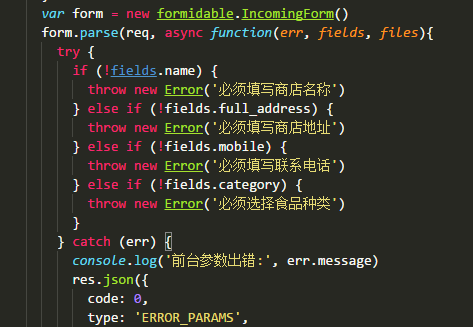 var form = new formidable.IncomingForm()
form.parse(req, async function(err, fields, files){
try {
if (!fields.name) {
throw new Error('必须填写商店名称')
} else if (!fields.full_address) {
throw new Error('必须填写商店地址')
} else if (!fields.mobile) {
throw new Error('必须填写联系电话')
} else if (!fields.category) {
throw new Error('必须选择食品种类')
}
} catch (err) {
console.log('前台参数出错:', err.message)
res.json({
code: 0,
type: 'ERROR_PARAMS',